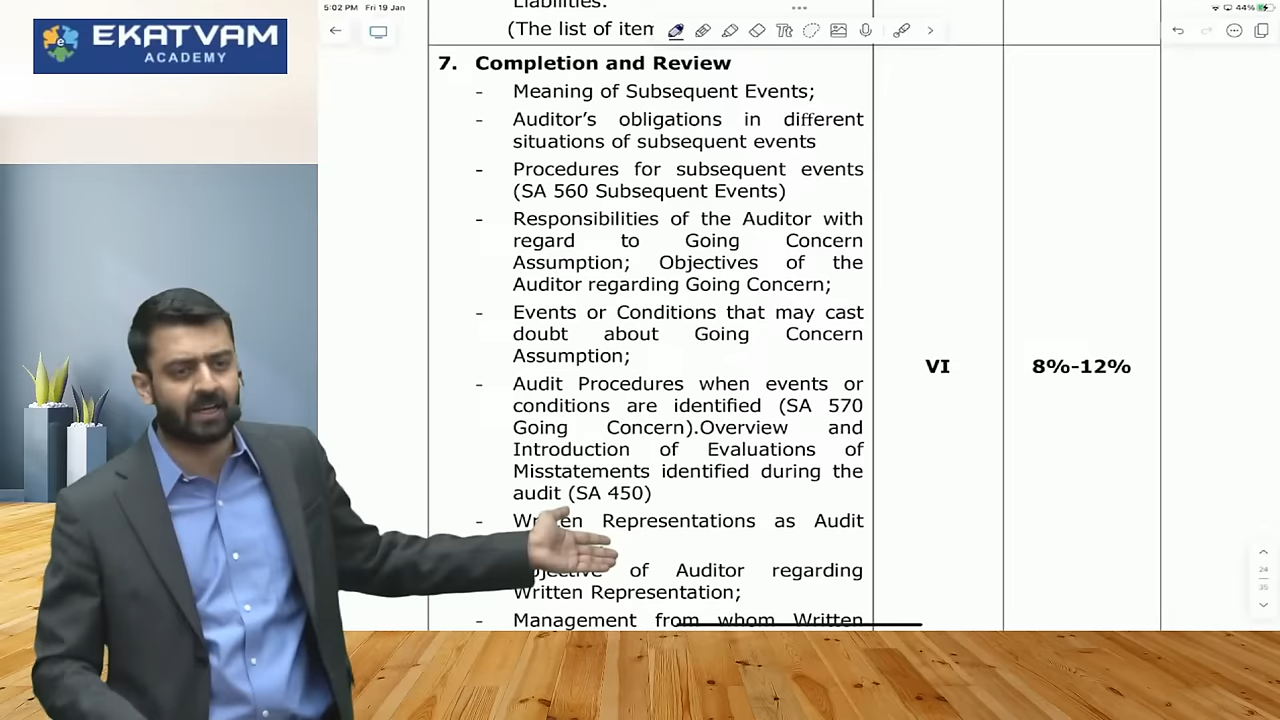 EKATVAM
ACADEMY
5:02 PM Fri 19 Jan
44%
Liabilities.
(The list of item
7. Completion and Review
- Meaning of Subsequent Events;
- Auditor's obligations in different
situations of subsequent events
- Procedures for subsequent events
(SA 560 Subsequent Events)
- Responsibilities of the Auditor with
regard to Going Concern
Assumption; Objectives of the
Auditor regarding Going Concern;
- Events or Conditions that may cast
doubt about Going Concern
Assumption;
- Audit Procedures when events or
conditions are identified (SA 570
Going Concern).Overview and
Introduction of Evaluations of
Misstatements identified during the
audit (SA 450)
- Written Representations as Audit
of Auditor regarding
Written Representation;
- Management from whom Written
VI
8%-12%
Tt
24
35